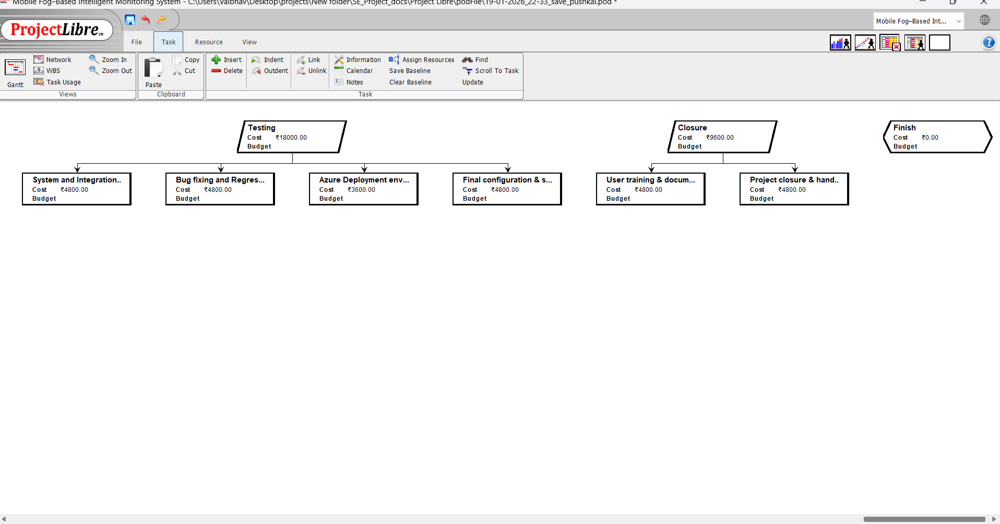 Mobile Fog–Based Intelligent Monitoring System - C:\Users\Vaibhav\Desktop\projects\New folder\SE_Project_docs\Project Libre\podFile\19-01-2026_22-33_save_pushkal.pod *
ProjectLibre TM
Mobile Fog–Based Int...
File Task Resource View
Network Zoom In Copy Insert Indent Link Information Assign Resources Find
WBS Zoom Out Cut Delete Outdent Unlink Calendar Save Baseline Scroll To Task
Gantt Task Usage Paste Notes Clear Baseline Update
Views Clipboard Task
Testing
Cost ₹18000.00
Budget
Closure
Cost ₹9600.00
Budget
Finish
Cost ₹0.00
Budget
System and Integration..
Cost ₹4800.00
Budget
Bug fixing and Regres...
Cost ₹4800.00
Budget
Azure Deployment env...
Cost ₹3600.00
Budget
Final configuration & s...
Cost ₹4800.00
Budget
User training & docum...
Cost ₹4800.00
Budget
Project closure & hand..
Cost ₹4800.00
Budget